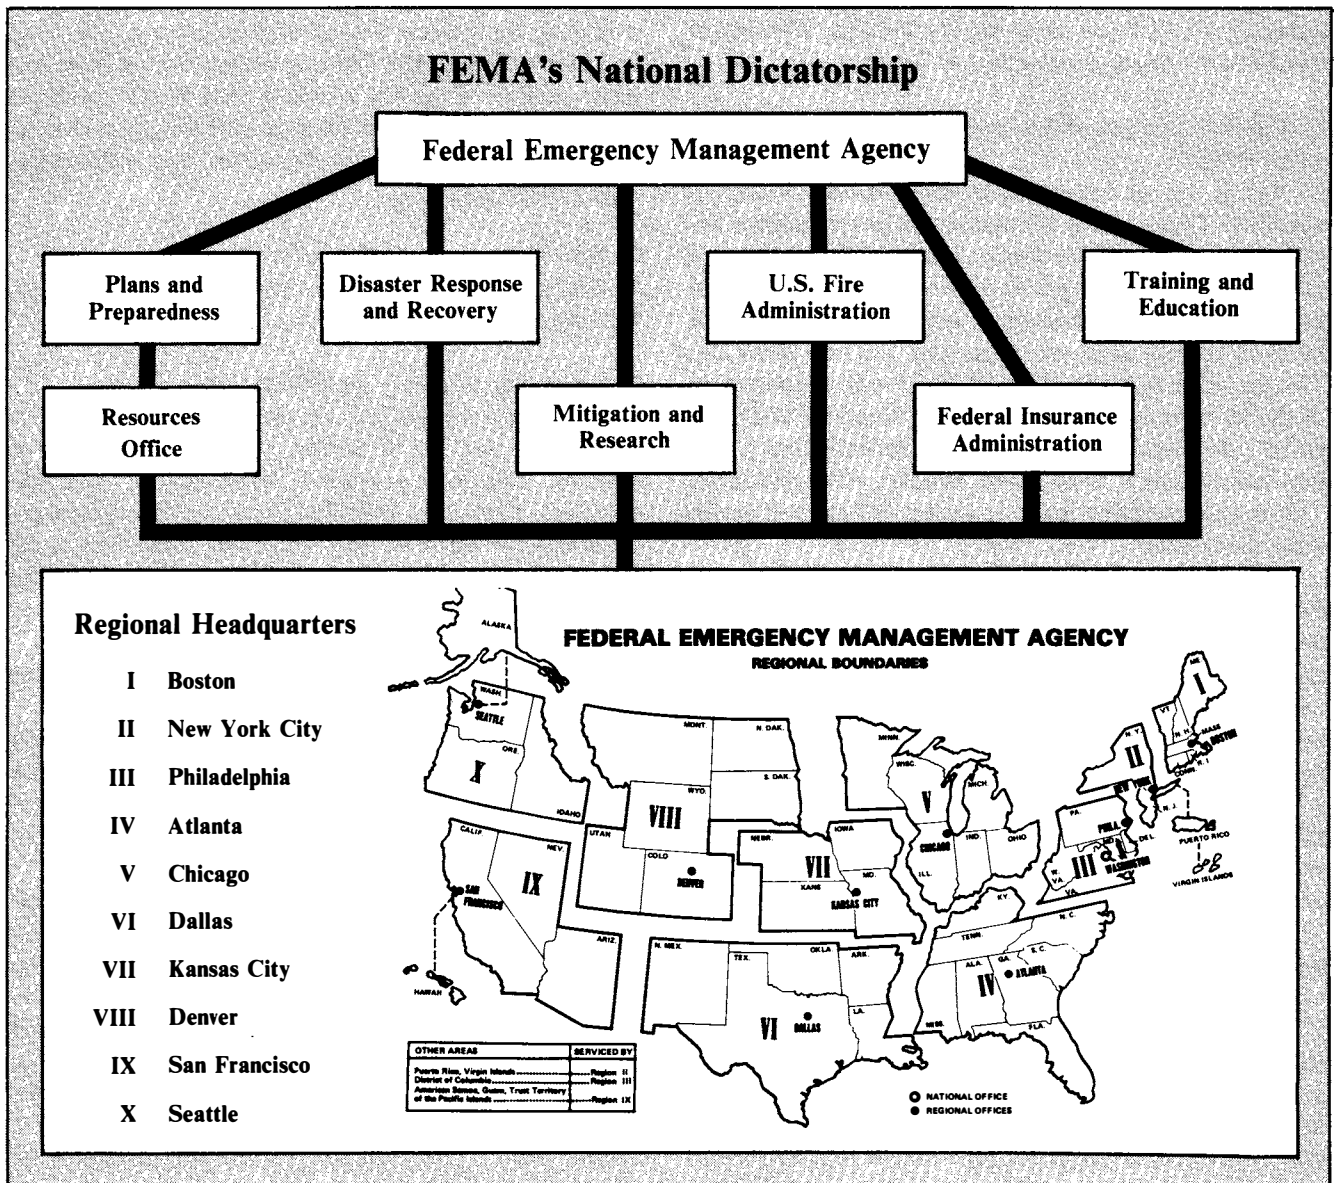 FEMA's National Dictatorship
Federal Emergency Management Agency
Plans and
Preparedness
Disaster Response
and Recovery
U.S. Fire
Administration
Training and
Education
Resources
Office
Mitigation and
Research
Federal Insurance
Administration
Regional Headquarters
I Boston
II New York City
III Philadelphia
IV Atlanta
V Chicago
VI Dallas
VII Kansas City
VIII Denver
IX San Francisco
X Seattle
FEDERAL EMERGENCY MANAGEMENT AGENCY
REGIONAL BOUNDARIES
ALASKA
WASH.
SEATTLE
ORE.
X
IDAHO
MONT.
N. DAK.
S. DAK.
WYO.
VIII
UTAH
COLO
DENVER
CALIF.
NEV.
IX
SAN
FRANCISCO
ARIZ.
HAWAII
NEBR.
IOWA
VII
KANS
MO.
KANSAS CITY
MINN.
WISC.
MICH
V
CHICAGO
ILL.
IND.
OHIO
N. MEX.
TEX.
OKLA
ARK.
LA.
VI
DALLAS
KY.
TENN.
N.C.
S.C.
MISS.
ALA.
GA.
IV
ATLANTA
FLA.
ME.
I
VT.
N.H.
MASS
BOSTON
R.I
CONN.
N.Y.
II
NEW YORK
N.J.
PA.
PHILA.
DEL.
MD.
III
WASHINGTON
W.
VA.
VA.
PUERTO RICO
VIRGIN ISLANDS
OTHER AREAS SERVICED BY
Puerto Rico, Virgin Islands Region II
District of Columbia Region III
American Samoa, Guam, Trust Territory
of the Pacific Islands Region IX
NATIONAL OFFICE
REGIONAL OFFICES